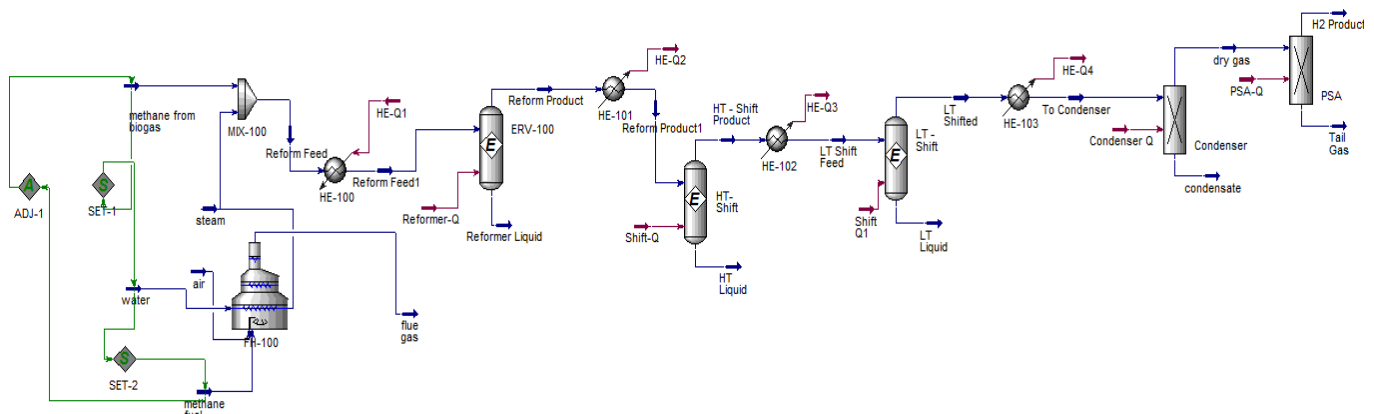 methane from
biogas
MIX-100
Reform Feed
HE-Q1
HE-100
Reform Feed1
Reformer-Q
Reform Product
ERV-100
Reformer Liquid
HE-Q2
HE-101
Reform Product1
HT - Shift
Product
HT-
Shift
Shift-Q
HT
Liquid
HE-Q3
HE-102
LT Shift
Feed
LT
Shifted
LT -
Shift
Shift
Q1
LT
Liquid
HE-Q4
HE-103
To Condenser
Condenser Q
Condenser
condensate
dry gas
PSA-Q
H2 Product
PSA
Tail
Gas
A
ADJ-1
S
SET-1
steam
air
water
FH-100
flue
gas
S
SET-2
methane
fuel
E
E
E